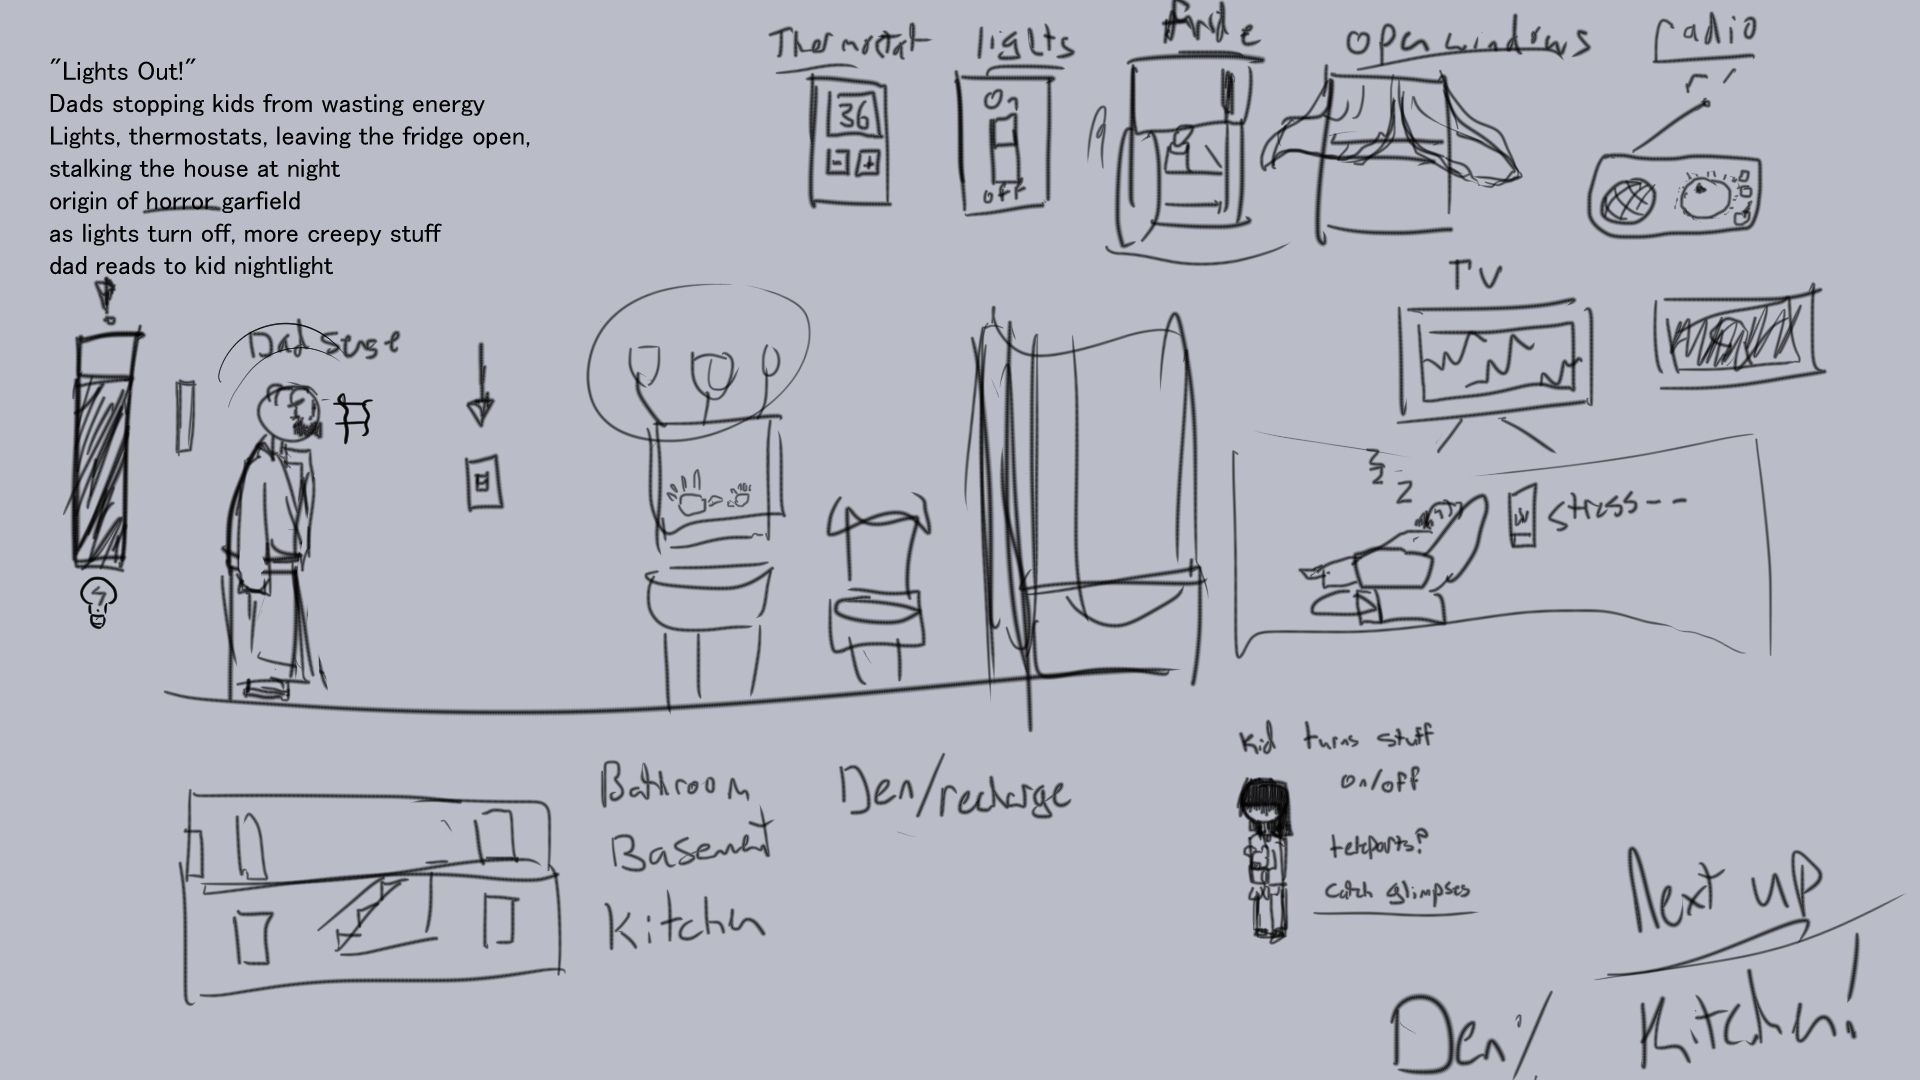 "Lights Out!"
Dads stopping kids from wasting energy
Lights, thermostats, leaving the fridge open,
stalking the house at night
origin of horror garfield
as lights turn off, more creepy stuff
dad reads to kid nightlight
Thermostat
lights
fridge
open windows
radio
36
- +
On
off
TV
Dad sense
z
z
z
stress--
Bathroom
Basement
Kitchen
Den/recharge
Kid turns stuff
on/off
teleports?
catch glimpses
Next up
Den/
Kitchen!